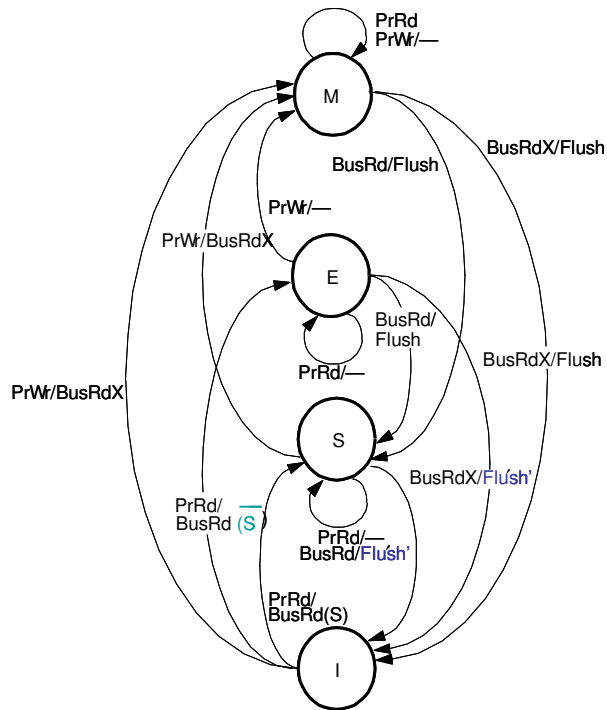 PrRd
PrWr/—
M
BusRdX/Flush
BusRd/Flush
PrWr/—
PrWr/BusRdX
E
BusRd/
Flush
BusRdX/Flush
PrRd/—
PrWr/BusRdX
S
BusRdX/Flush'
PrRd/
BusRd(S̅)
PrRd/—
BusRd/Flush'
PrRd/
BusRd(S)
I